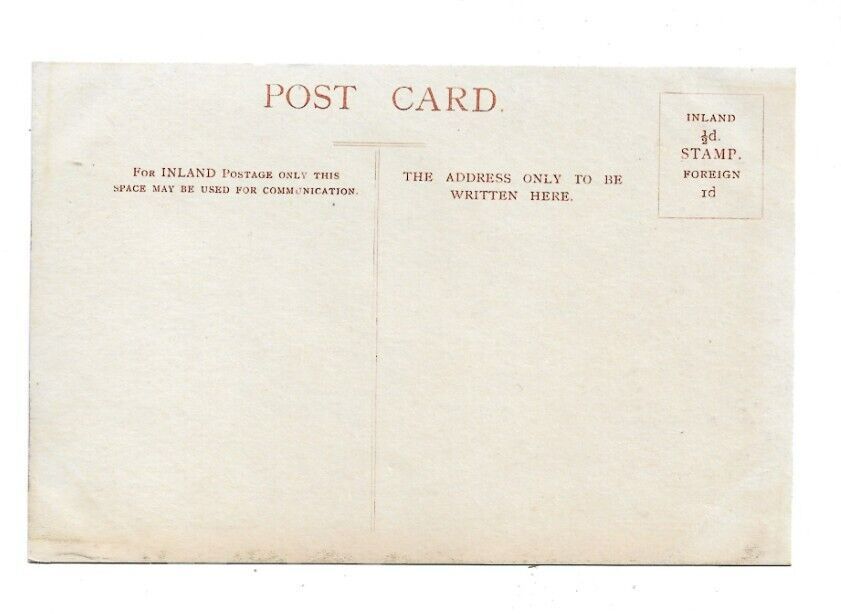 POST CARD.
FOR INLAND POSTAGE ONLY THIS
SPACE MAY BE USED FOR COMMUNICATION.
THE ADDRESS ONLY TO BE
WRITTEN HERE.
INLAND
½d.
STAMP.
FOREIGN
1d